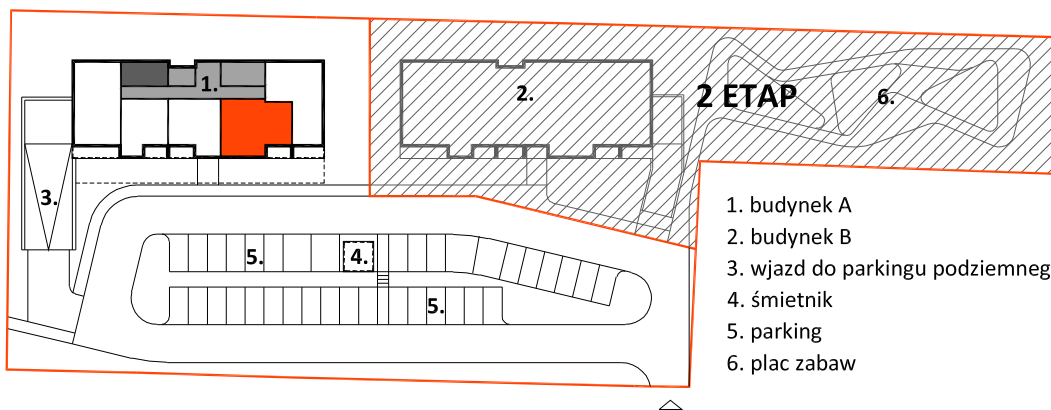 1.
2.
2 ETAP
6.
3.
5.
4.
5.
1. budynek A
2. budynek B
3. wjazd do parkingu podziemneg
4. śmietnik
5. parking
6. plac zabaw